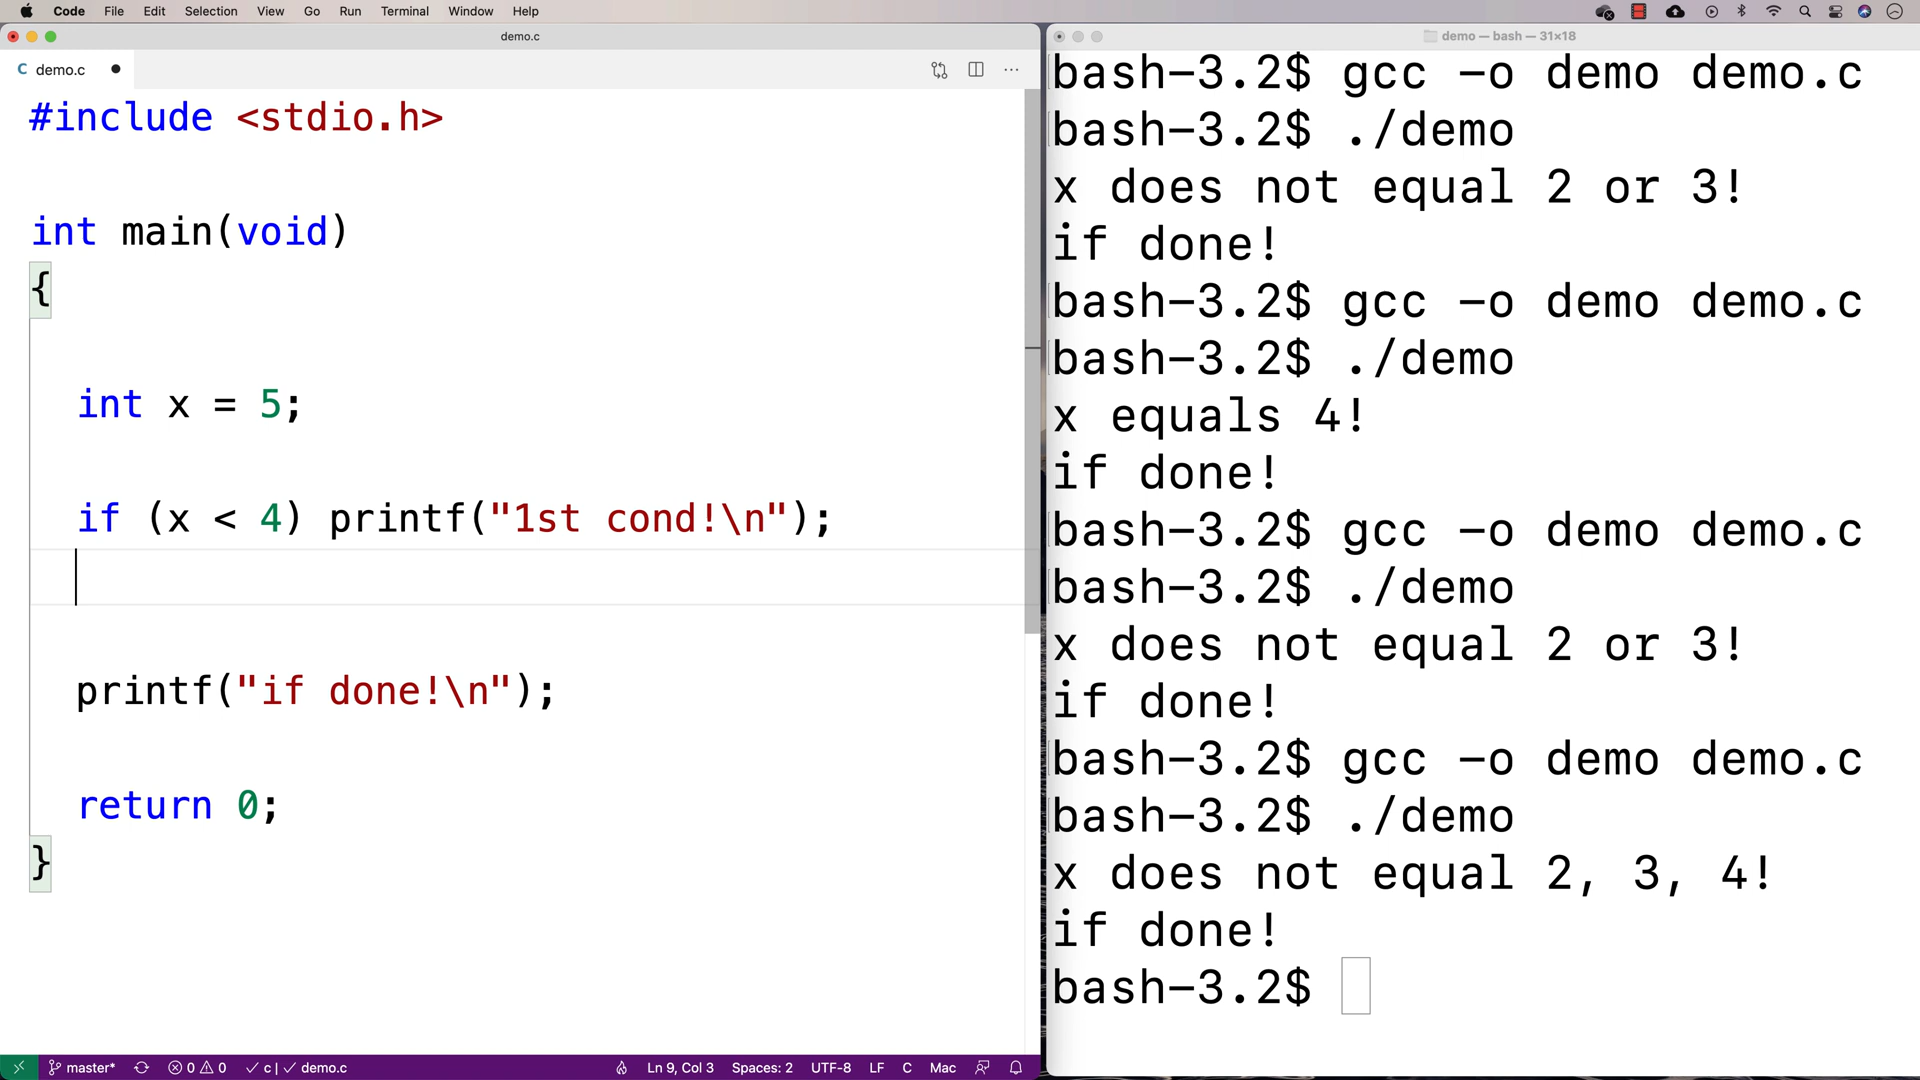 Code File Edit Selection View Go Run Terminal Window Help
demo.c
C demo.c
#include <stdio.h>
int main(void)
{
int x = 5;
if (x < 4) printf("1st cond!\n");
printf("if done!\n");
return 0;
}
master* 0 0 c | demo.c Ln 9, Col 3 Spaces: 2 UTF-8 LF C Mac
demo — bash — 31×18
bash-3.2$ gcc -o demo demo.c
bash-3.2$ ./demo
x does not equal 2 or 3!
if done!
bash-3.2$ gcc -o demo demo.c
bash-3.2$ ./demo
x equals 4!
if done!
bash-3.2$ gcc -o demo demo.c
bash-3.2$ ./demo
x does not equal 2 or 3!
if done!
bash-3.2$ gcc -o demo demo.c
bash-3.2$ ./demo
x does not equal 2, 3, 4!
if done!
bash-3.2$